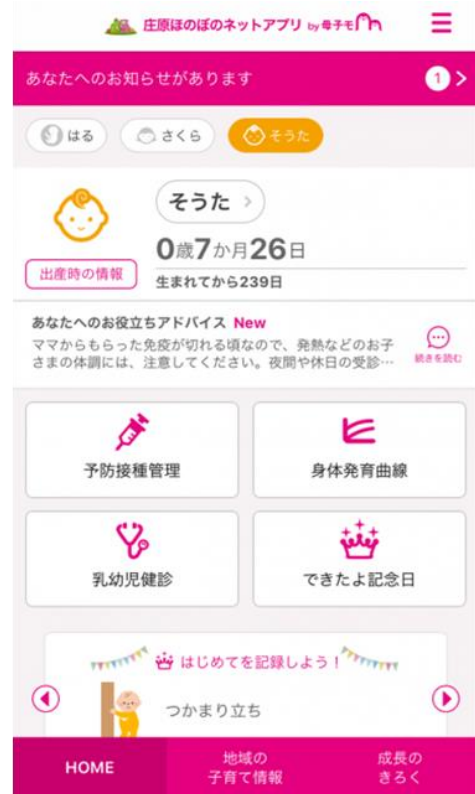 庄原ほのぼのネットアプリ by 母子モ
あなたへのお知らせがあります 1
はる さくら そうた
そうた
0歳7か月26日
出産時の情報
生まれてから239日
あなたへのお役立ちアドバイス New
ママからもらった免疫が切れる頃なので、発熱などのお子
さまの体調には、注意してください。夜間や休日の受診…
続きを読む
予防接種管理 身体発育曲線
乳幼児健診 できたよ記念日
はじめてを記録しよう!
つかまり立ち
HOME
地域の
子育て情報
成長の
きろく